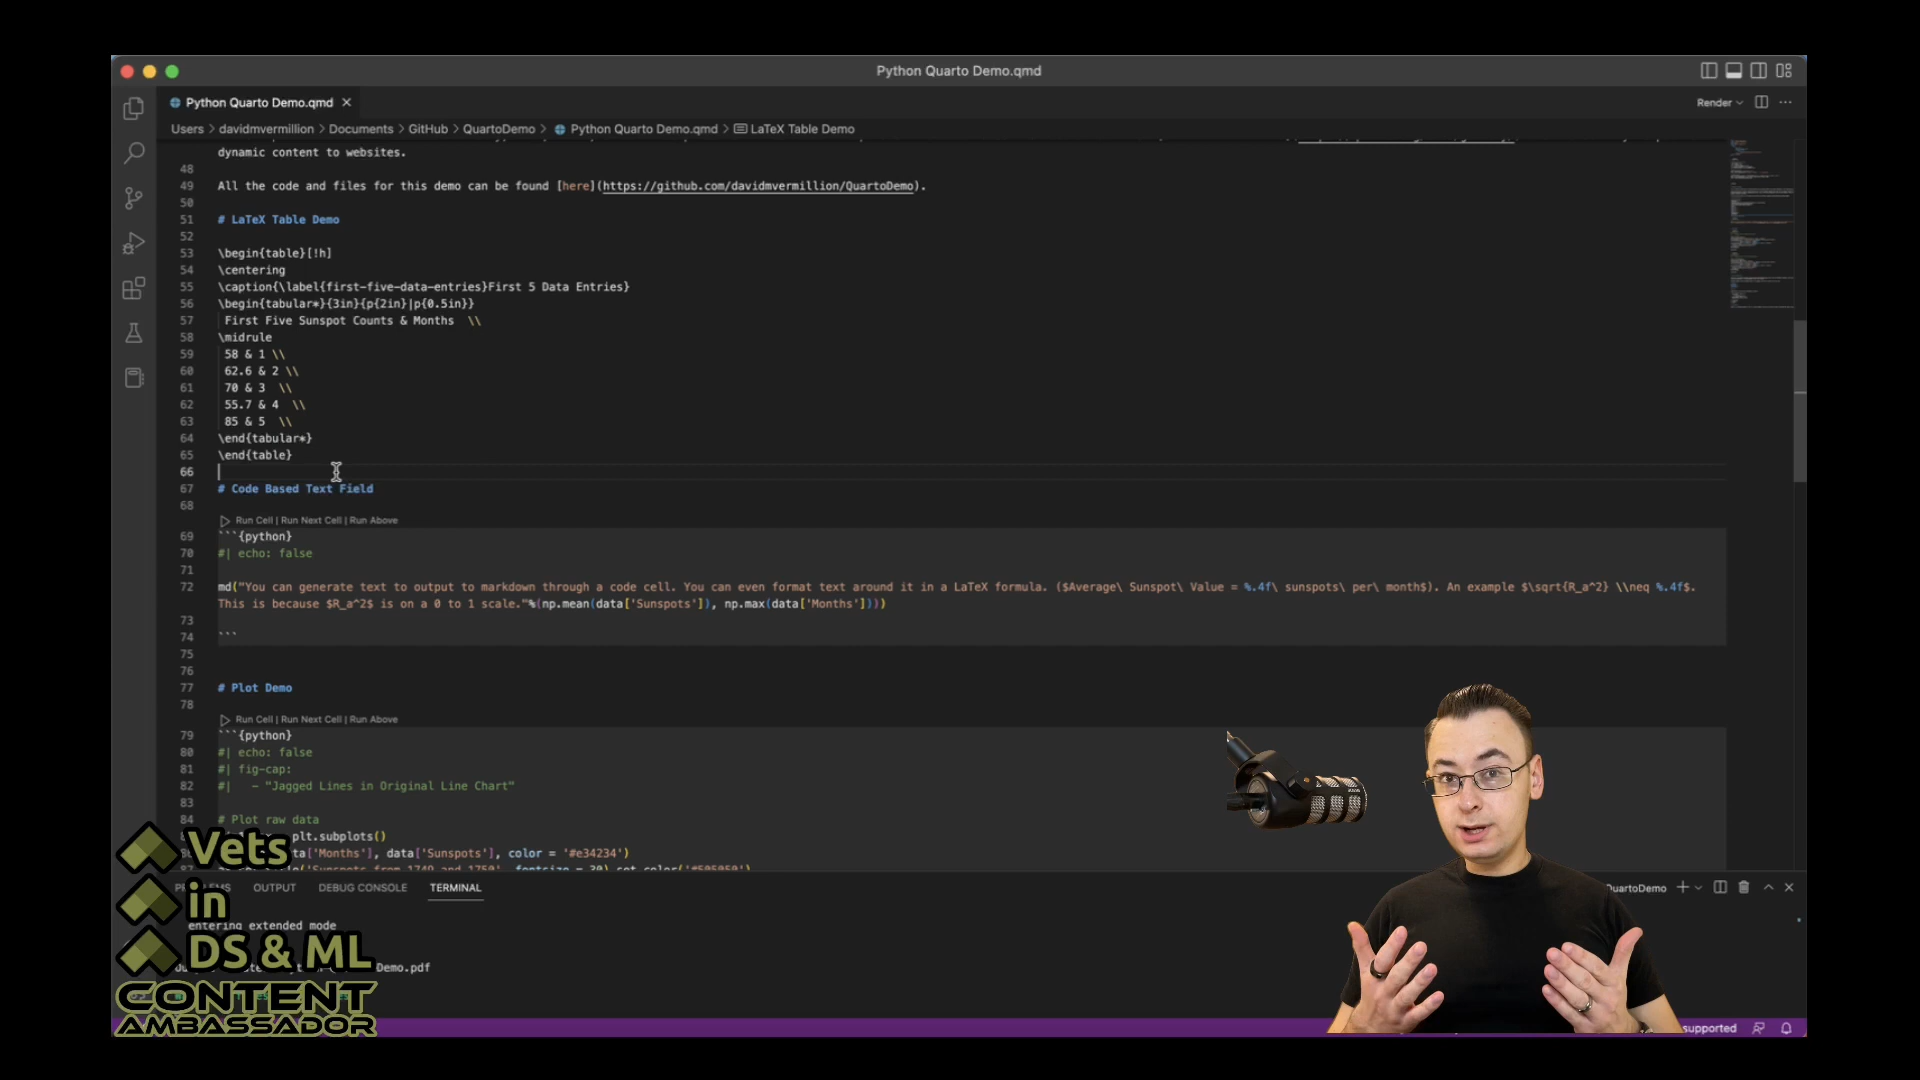 Python Quarto Demo.qmd
Python Quarto Demo.qmd
Render
Users > davidmvermillion > Documents > GitHub > QuartoDemo > Python Quarto Demo.qmd > LaTeX Table Demo
dynamic content to websites.
48
49 All the code and files for this demo can be found [here](https://github.com/davidmvermillion/QuartoDemo).
50
51 # LaTeX Table Demo
52
53 \begin{table}[!h]
54 \centering
55 \caption{\label{first-five-data-entries}First 5 Data Entries}
56 \begin{tabular*}{3in}{p{2in}|p{0.5in}}
57 First Five Sunspot Counts & Months \\
58 \midrule
59 58 & 1 \\
60 62.6 & 2 \\
61 70 & 3 \\
62 55.7 & 4 \\
63 85 & 5 \\
64 \end{tabular*}
65 \end{table}
66
67 # Code Based Text Field
68
Run Cell | Run Next Cell | Run Above
69 ```{python}
70 #| echo: false
71
72 md("You can generate text to output to markdown through a code cell. You can even format text around it in a LaTeX formula. ($Average\ Sunspot\ Value = %.4f\ sunspots\ per\ month$). An example $\sqrt{R_a^2} \\neq %.4f$.
This is because $R_a^2$ is on a 0 to 1 scale."%(np.mean(data['Sunspots']), np.max(data['Months'])))
73
74 ```
75
76
77 # Plot Demo
78
Run Cell | Run Next Cell | Run Above
79 ```{python}
80 #| echo: false
81 #| fig-cap:
82 #|   - "Jagged Lines in Original Line Chart"
83
84 # Plot raw data
plt.subplots()
['Months'], data['Sunspots'], color = '#e34234')
OUTPUT DEBUG CONSOLE TERMINAL
QuartoDemo
entering extended mode
Demo.pdf
supported
Vets
in
DS & ML
CONTENT
AMBASSADOR